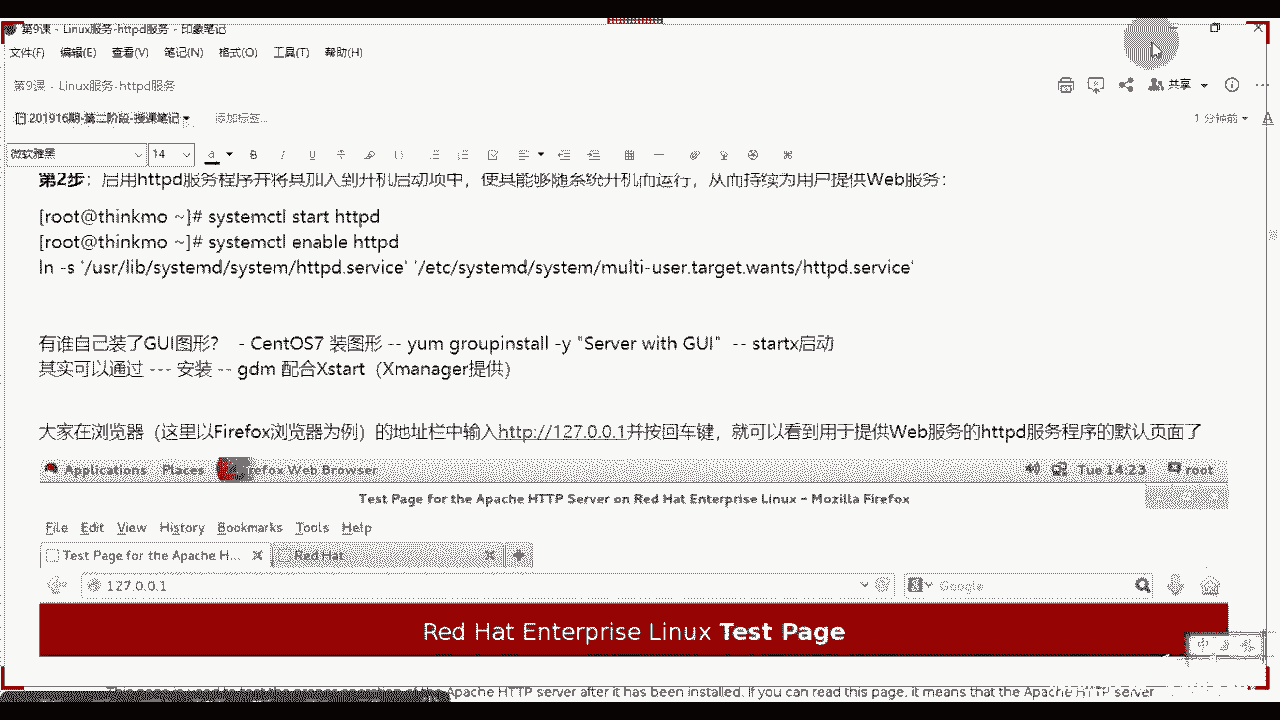 第9课 - Linux服务-httpd服务 - 印象笔记
文件(F) 编辑(E) 查看(V) 笔记(N) 格式(O) 工具(T) 帮助(H)
第9课 - Linux服务-httpd服务
共享
201916期-第二阶段-授课笔记 添加标签...
1 分钟前
微软雅黑 14
第2步：启用httpd服务程序并将其加入到开机启动项中，使其能够随系统开机而运行，从而持续为用户提供Web服务：
[root@thinkmo ~]# systemctl start httpd
[root@thinkmo ~]# systemctl enable httpd
ln -s '/usr/lib/systemd/system/httpd.service' '/etc/systemd/system/multi-user.target.wants/httpd.service'
有谁自己装了GUI图形？ - CentOS7 装图形 -- yum groupinstall -y "Server with GUI" -- startx启动
其实可以通过 --- 安装 -- gdm 配合Xstart（Xmanager提供）
大家在浏览器（这里以Firefox浏览器为例）的地址栏中输入http://127.0.0.1并按回车键，就可以看到用于提供Web服务的httpd服务程序的默认页面了
Applications Places Firefox Web Browser Tue 14:23 root
Test Page for the Apache HTTP Server on Red Hat Enterprise Linux - Mozilla Firefox
File Edit View History Bookmarks Tools Help
Test Page for the Apache H... Red Hat
127.0.0.1 Google
Red Hat Enterprise Linux Test Page
This page is used to test the proper operation of the Apache HTTP server after it has been installed. If you can read this page, it means that the Apache HTTP server